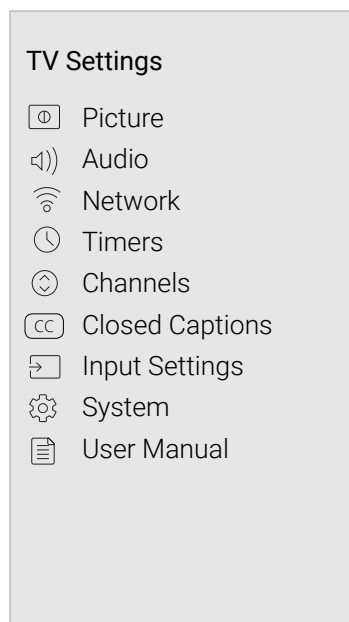 TV Settings
Picture
Audio
Network
Timers
Channels
CC Closed Captions
Input Settings
System
User Manual